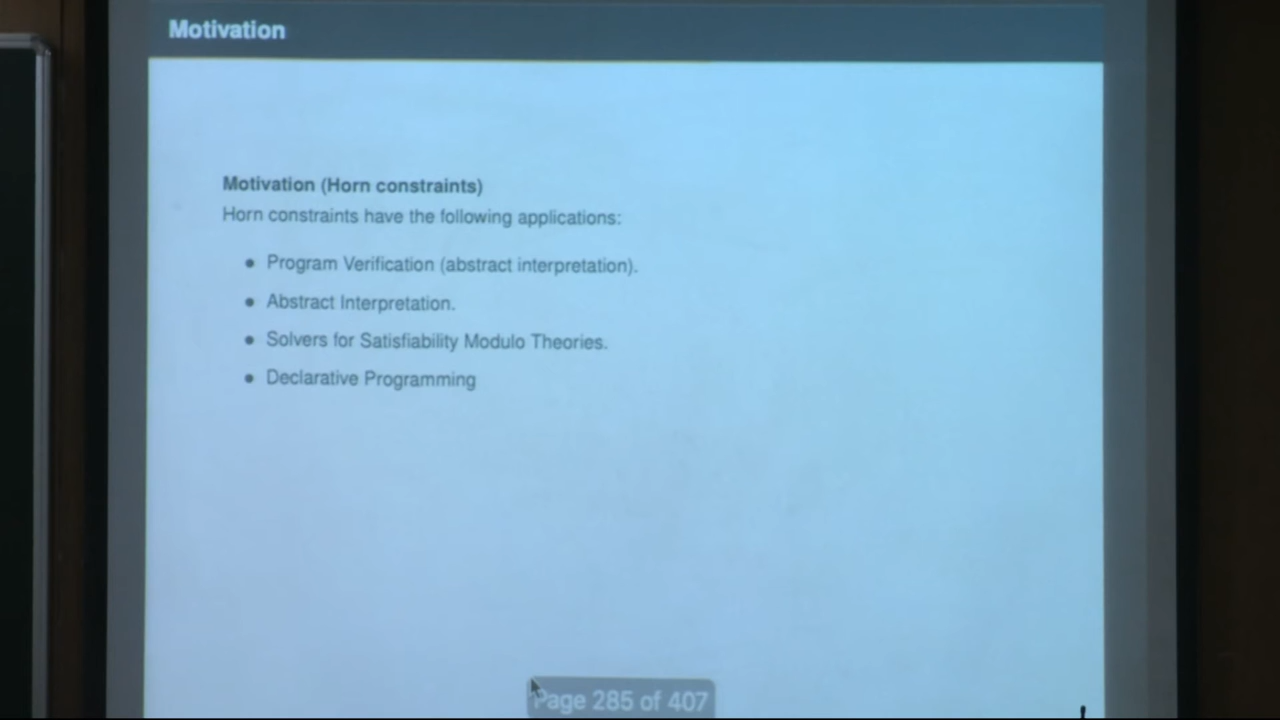 Motivation
Motivation (Horn constraints)
Horn constraints have the following applications:
● Program Verification (abstract interpretation).
● Abstract Interpretation.
● Solvers for Satisfiability Modulo Theories.
● Declarative Programming
Page 285 of 407